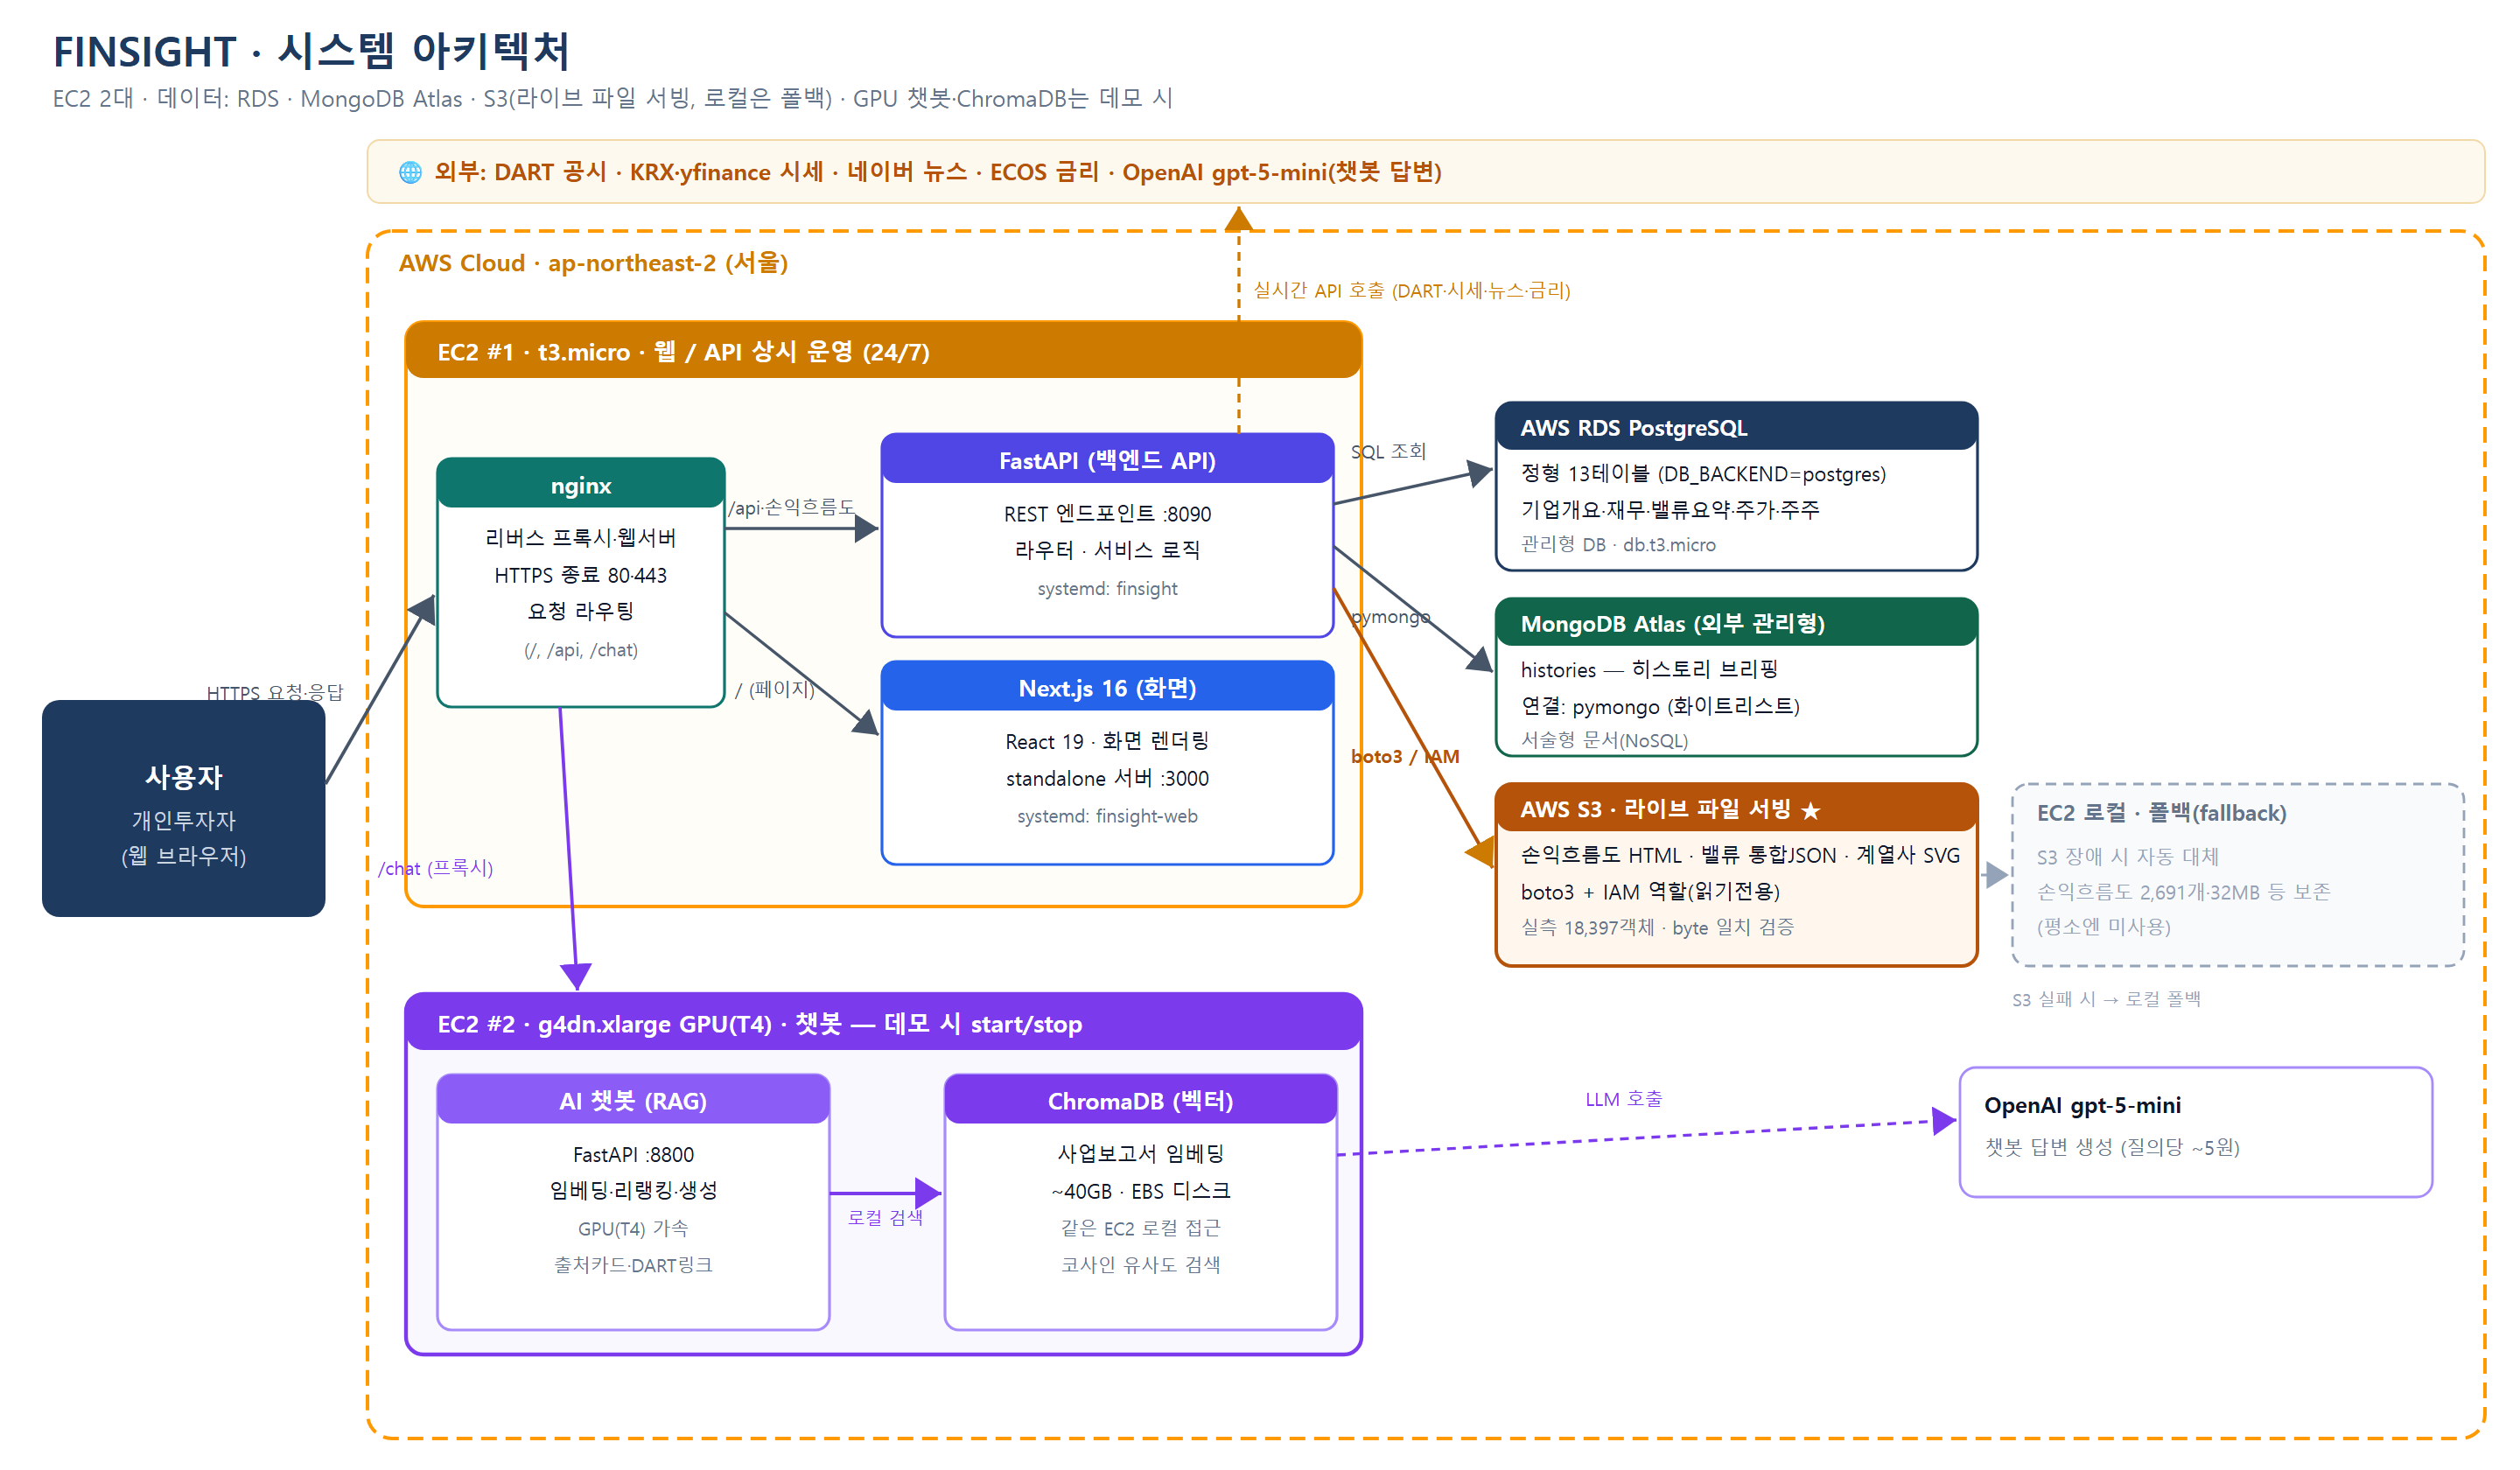 FINSIGHT · 시스템 아키텍처
EC2 2대 · 데이터: RDS · MongoDB Atlas · S3(라이브 파일 서빙, 로컬은 폴백) · GPU 챗봇·ChromaDB는 데모 시
🌐 외부: DART 공시 · KRX·yfinance 시세 · 네이버 뉴스 · ECOS 금리 · OpenAI gpt-5-mini(챗봇 답변)
AWS Cloud · ap-northeast-2 (서울)
실시간 API 호출 (DART·시세·뉴스·금리)
EC2 #1 · t3.micro · 웹 / API 상시 운영 (24/7)
nginx
리버스 프록시·웹서버
HTTPS 종료 80·443
요청 라우팅
(/, /api, /chat)
/api·손익흐름도
/ (페이지)
FastAPI (백엔드 API)
REST 엔드포인트 :8090
라우터 · 서비스 로직
systemd: finsight
Next.js 16 (화면)
React 19 · 화면 렌더링
standalone 서버 :3000
systemd: finsight-web
SQL 조회
pymongo
boto3 / IAM
AWS RDS PostgreSQL
정형 13테이블 (DB_BACKEND=postgres)
기업개요·재무·밸류요약·주가·주주
관리형 DB · db.t3.micro
MongoDB Atlas (외부 관리형)
histories — 히스토리 브리핑
연결: pymongo (화이트리스트)
서술형 문서(NoSQL)
AWS S3 · 라이브 파일 서빙 ★
손익흐름도 HTML · 밸류 통합JSON · 계열사 SVG
boto3 + IAM 역할(읽기전용)
실측 18,397객체 · byte 일치 검증
EC2 로컬 · 폴백(fallback)
S3 장애 시 자동 대체
손익흐름도 2,691개·32MB 등 보존
(평소엔 미사용)
S3 실패 시 → 로컬 폴백
HTTPS 요청·응답
사용자
개인투자자
(웹 브라우저)
/chat (프록시)
EC2 #2 · g4dn.xlarge GPU(T4) · 챗봇 — 데모 시 start/stop
AI 챗봇 (RAG)
FastAPI :8800
임베딩·리랭킹·생성
GPU(T4) 가속
출처카드·DART링크
로컬 검색
ChromaDB (벡터)
사업보고서 임베딩
~40GB · EBS 디스크
같은 EC2 로컬 접근
코사인 유사도 검색
LLM 호출
OpenAI gpt-5-mini
챗봇 답변 생성 (질의당 ~5원)